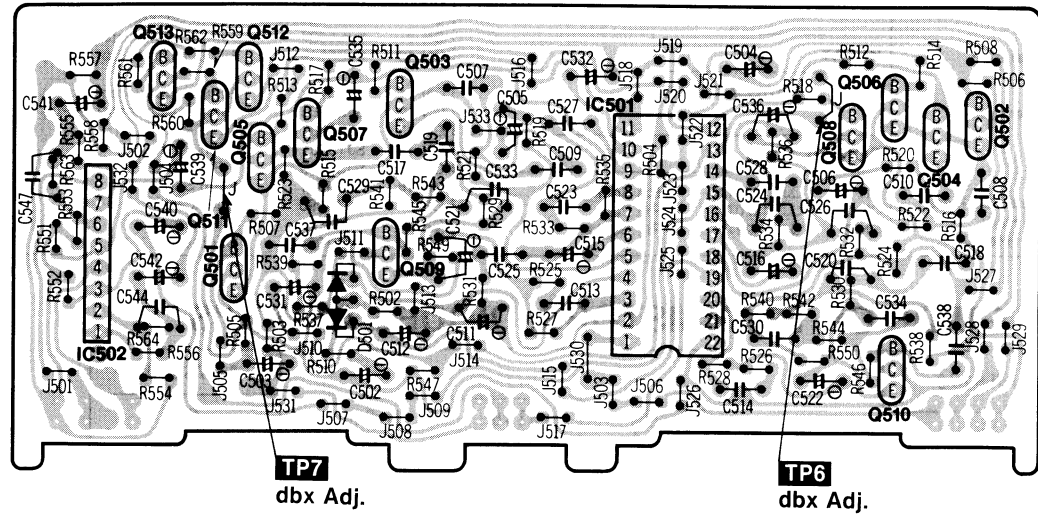 Q513 R562 R559 Q512
R557 R561 J512 R517 C535 R511 Q503 C507 J516 C532 J518 J519 C504 R512 R514 R508
C541 R513 J520 J521 R518 Q506 R506
R555 R558 R560 Q505 Q507 C505 C527 IC501 J522 C536 Q508 Q502
J502 C539 R515 C519 J533 R519 R504 R536
C547 R563 J532 C517 R521 C533 C509 R535 C528 R520
R553 R523 C529 R541 R543 C523 J523 C524 C506 C510 Q504 C508
R551 C540 Q511 R507 R545 R529 R533 J524 R534 C526 R522 R516
C537 J511 R549 C515 R532
R552 C542 Q501 R539 Q509 C525 R525 J525 C516 C520 R524 C518
C544 C531 R502 J513 R531 C513 R530 J527
R564 R505 R503 R537 D501 C512 C511 R527 R540 R542 C534
IC502 R556 J510 J514 J530 C530 R544 R538 C538 J528 J529
J501 R554 J505 C503 R510 C502 R547 J515 J503 R528 R526 R550 R546
J531 J507 J508 J509 J517 J506 J526 C514 C522 Q510
B C E
8 7 6 5 4 3 2 1
11 10 9 8 7 6 5 4 3 2 1
12 13 14 15 16 17 18 19 20 21 22
TP7
dbx Adj.
TP6
dbx Adj.